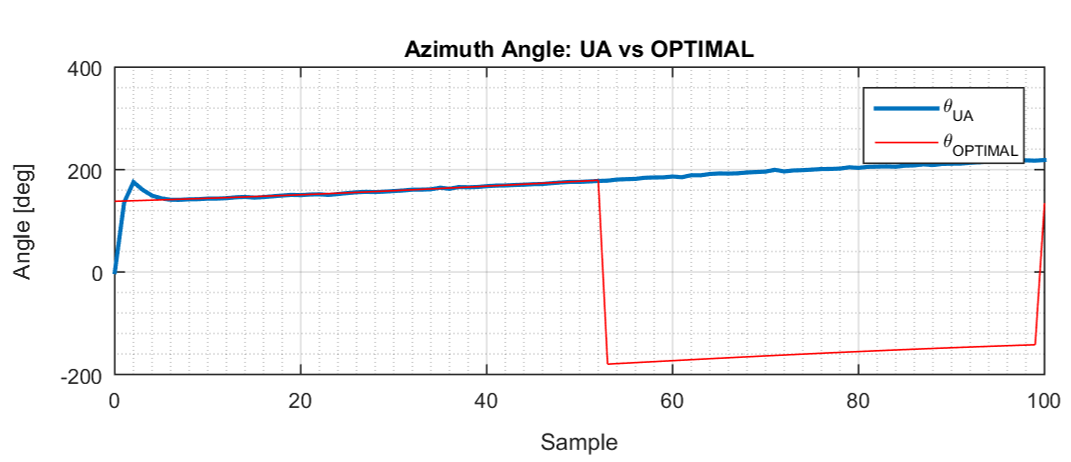 Azimuth Angle: UA vs OPTIMAL
400
200
0
-200
Angle [deg]
θUA
θOPTIMAL
0 20 40 60 80 100
Sample